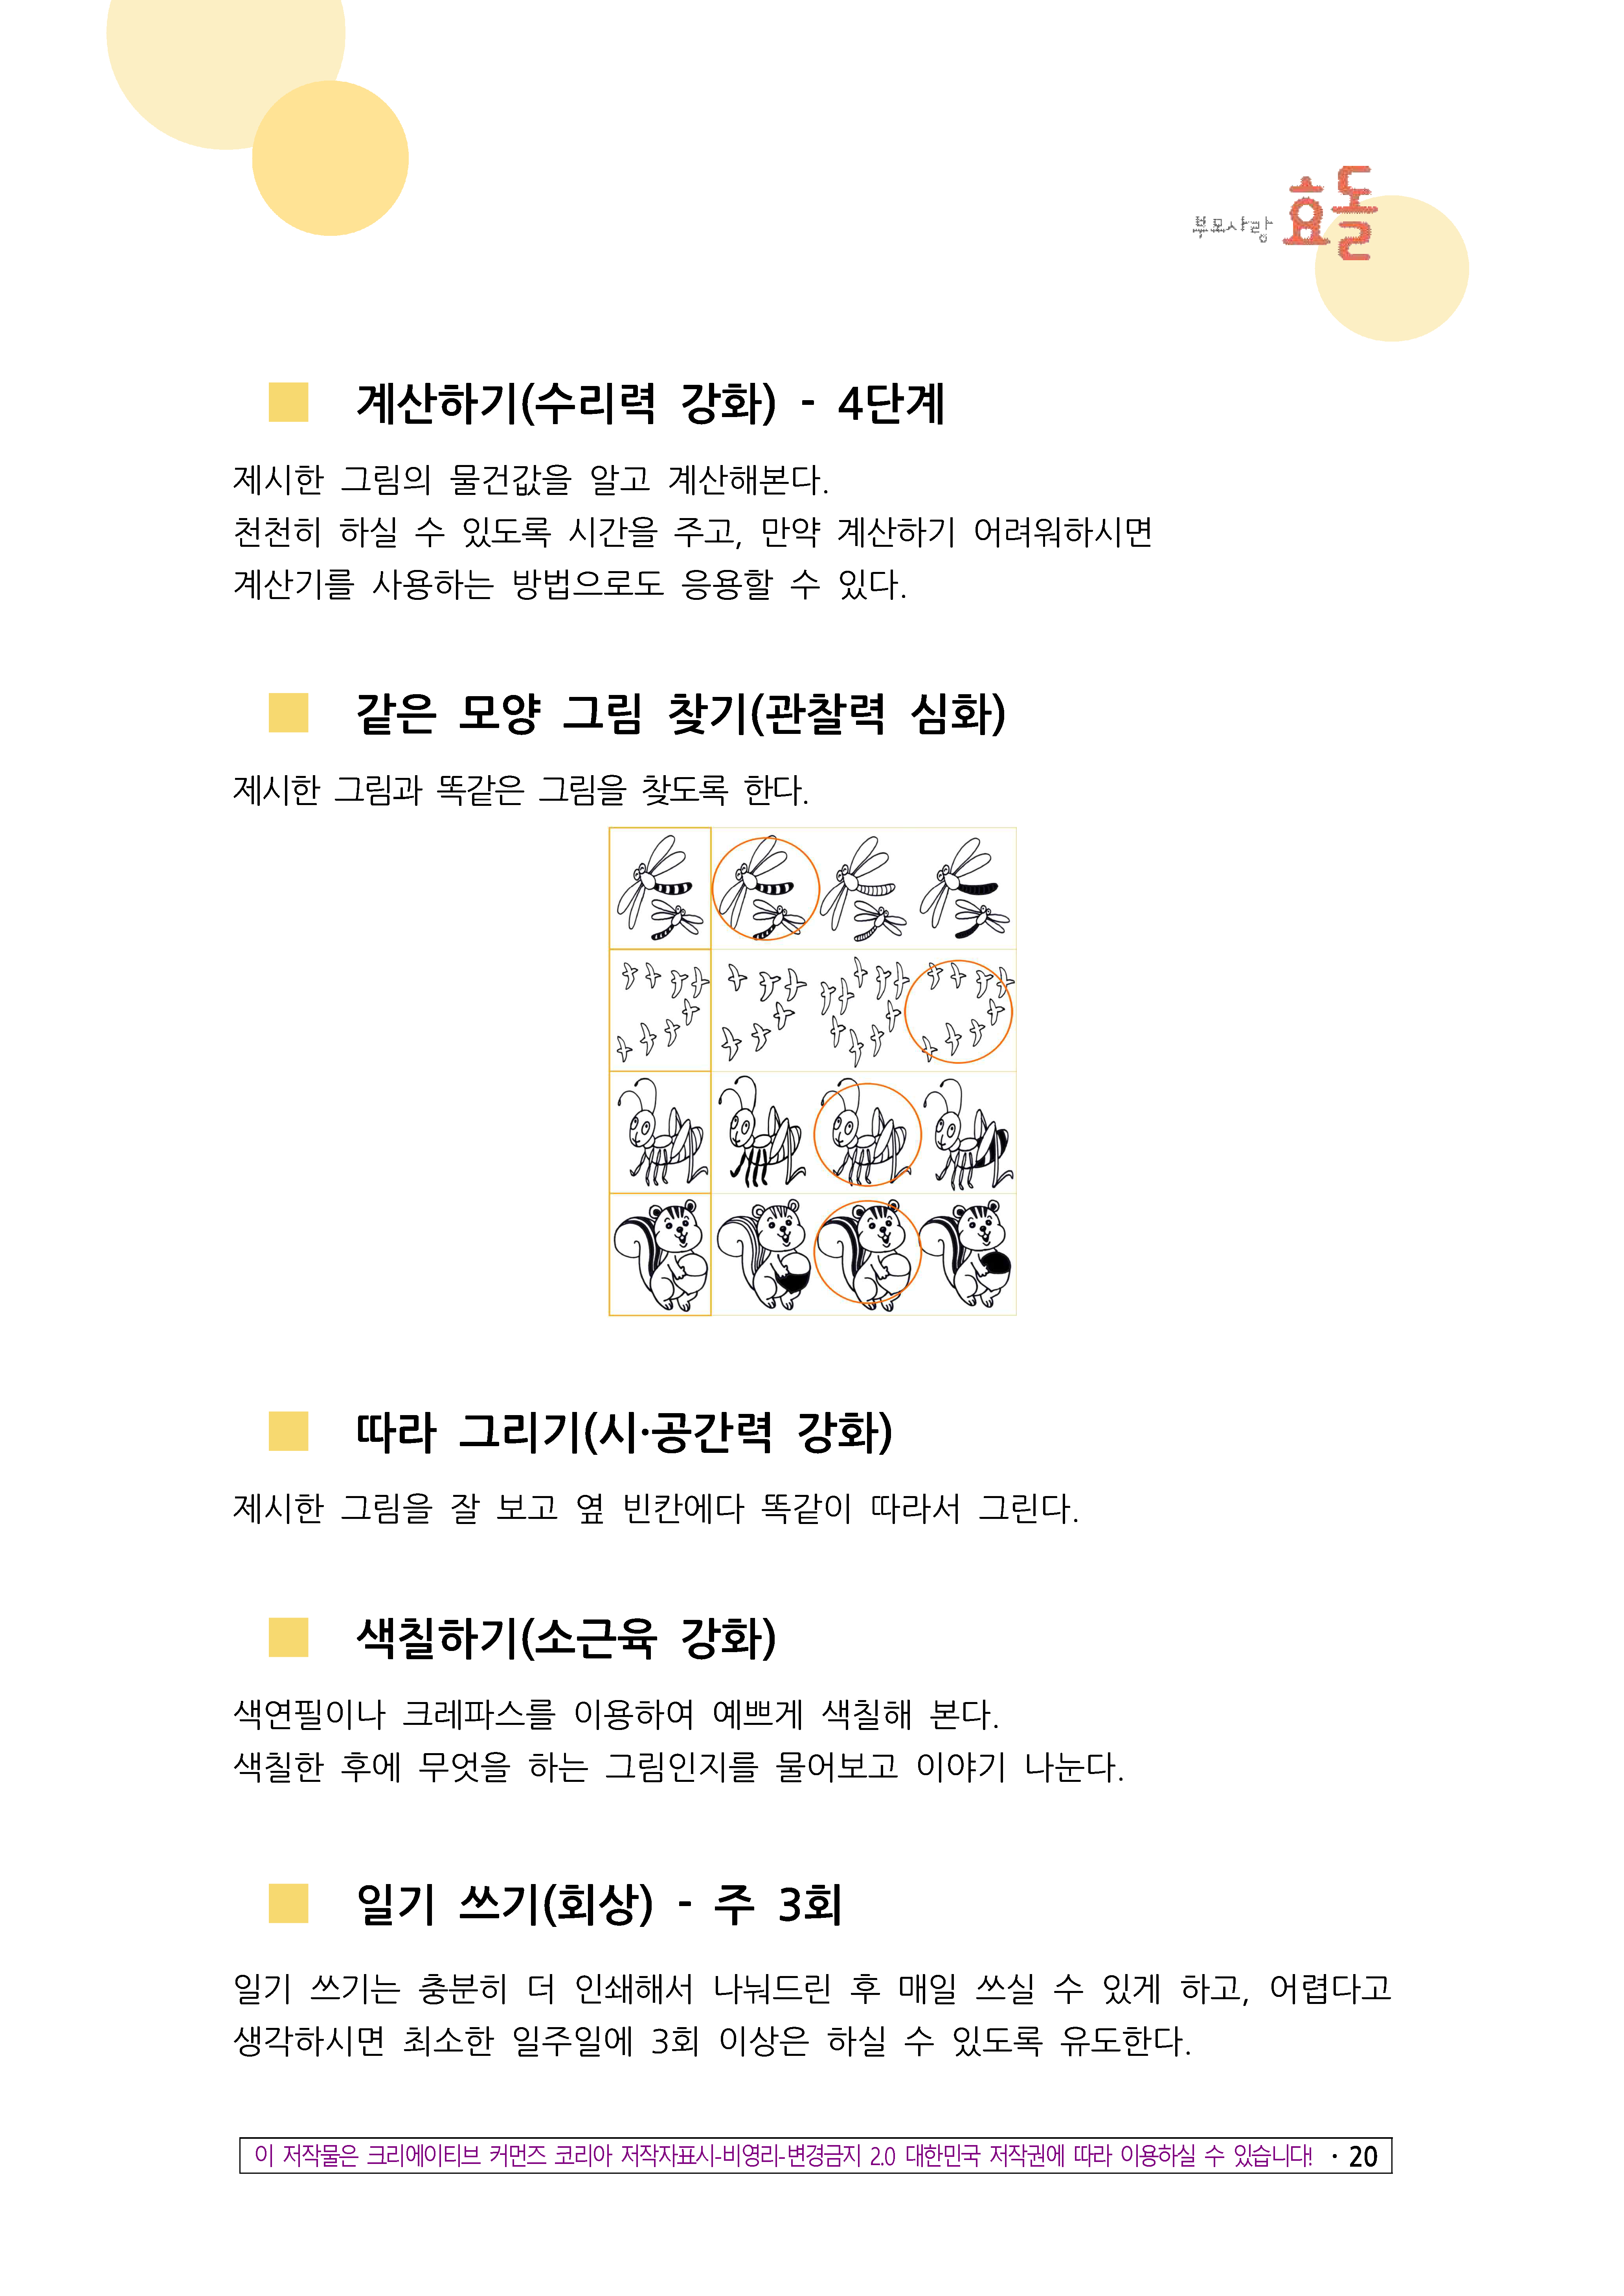 부모사랑 효돌
계산하기(수리력 강화) - 4단계
제시한 그림의 물건값을 알고 계산해본다.
천천히 하실 수 있도록 시간을 주고, 만약 계산하기 어려워하시면
계산기를 사용하는 방법으로도 응용할 수 있다.
같은 모양 그림 찾기(관찰력 심화)
제시한 그림과 똑같은 그림을 찾도록 한다.
따라 그리기(시·공간력 강화)
제시한 그림을 잘 보고 옆 빈칸에다 똑같이 따라서 그린다.
색칠하기(소근육 강화)
색연필이나 크레파스를 이용하여 예쁘게 색칠해 본다.
색칠한 후에 무엇을 하는 그림인지를 물어보고 이야기 나눈다.
일기 쓰기(회상) - 주 3회
일기 쓰기는 충분히 더 인쇄해서 나눠드린 후 매일 쓰실 수 있게 하고, 어렵다고
생각하시면 최소한 일주일에 3회 이상은 하실 수 있도록 유도한다.
이 저작물은 크리에이티브 커먼즈 코리아 저작자표시-비영리-변경금지 2.0 대한민국 저작권에 따라 이용하실 수 있습니다! · 20